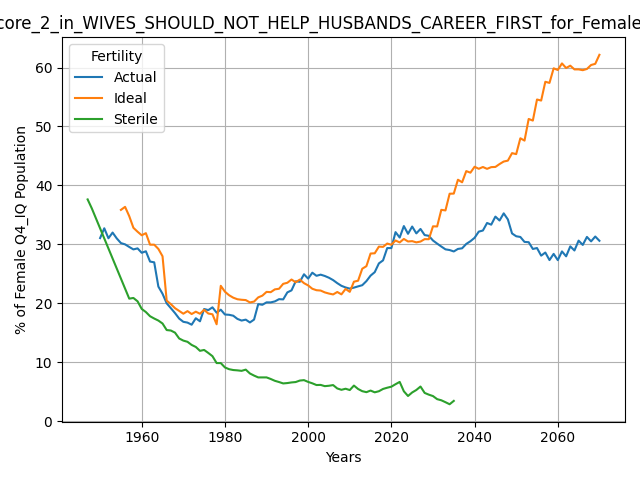 core_2_in_WIVES_SHOULD_NOT_HELP_HUSBANDS_CAREER_FIRST_for_Female
Fertility
Actual
Ideal
Sterile
% of Female Q4_IQ Population
60
50
40
30
20
10
0
1960 1980 2000 2020 2040 2060
Years